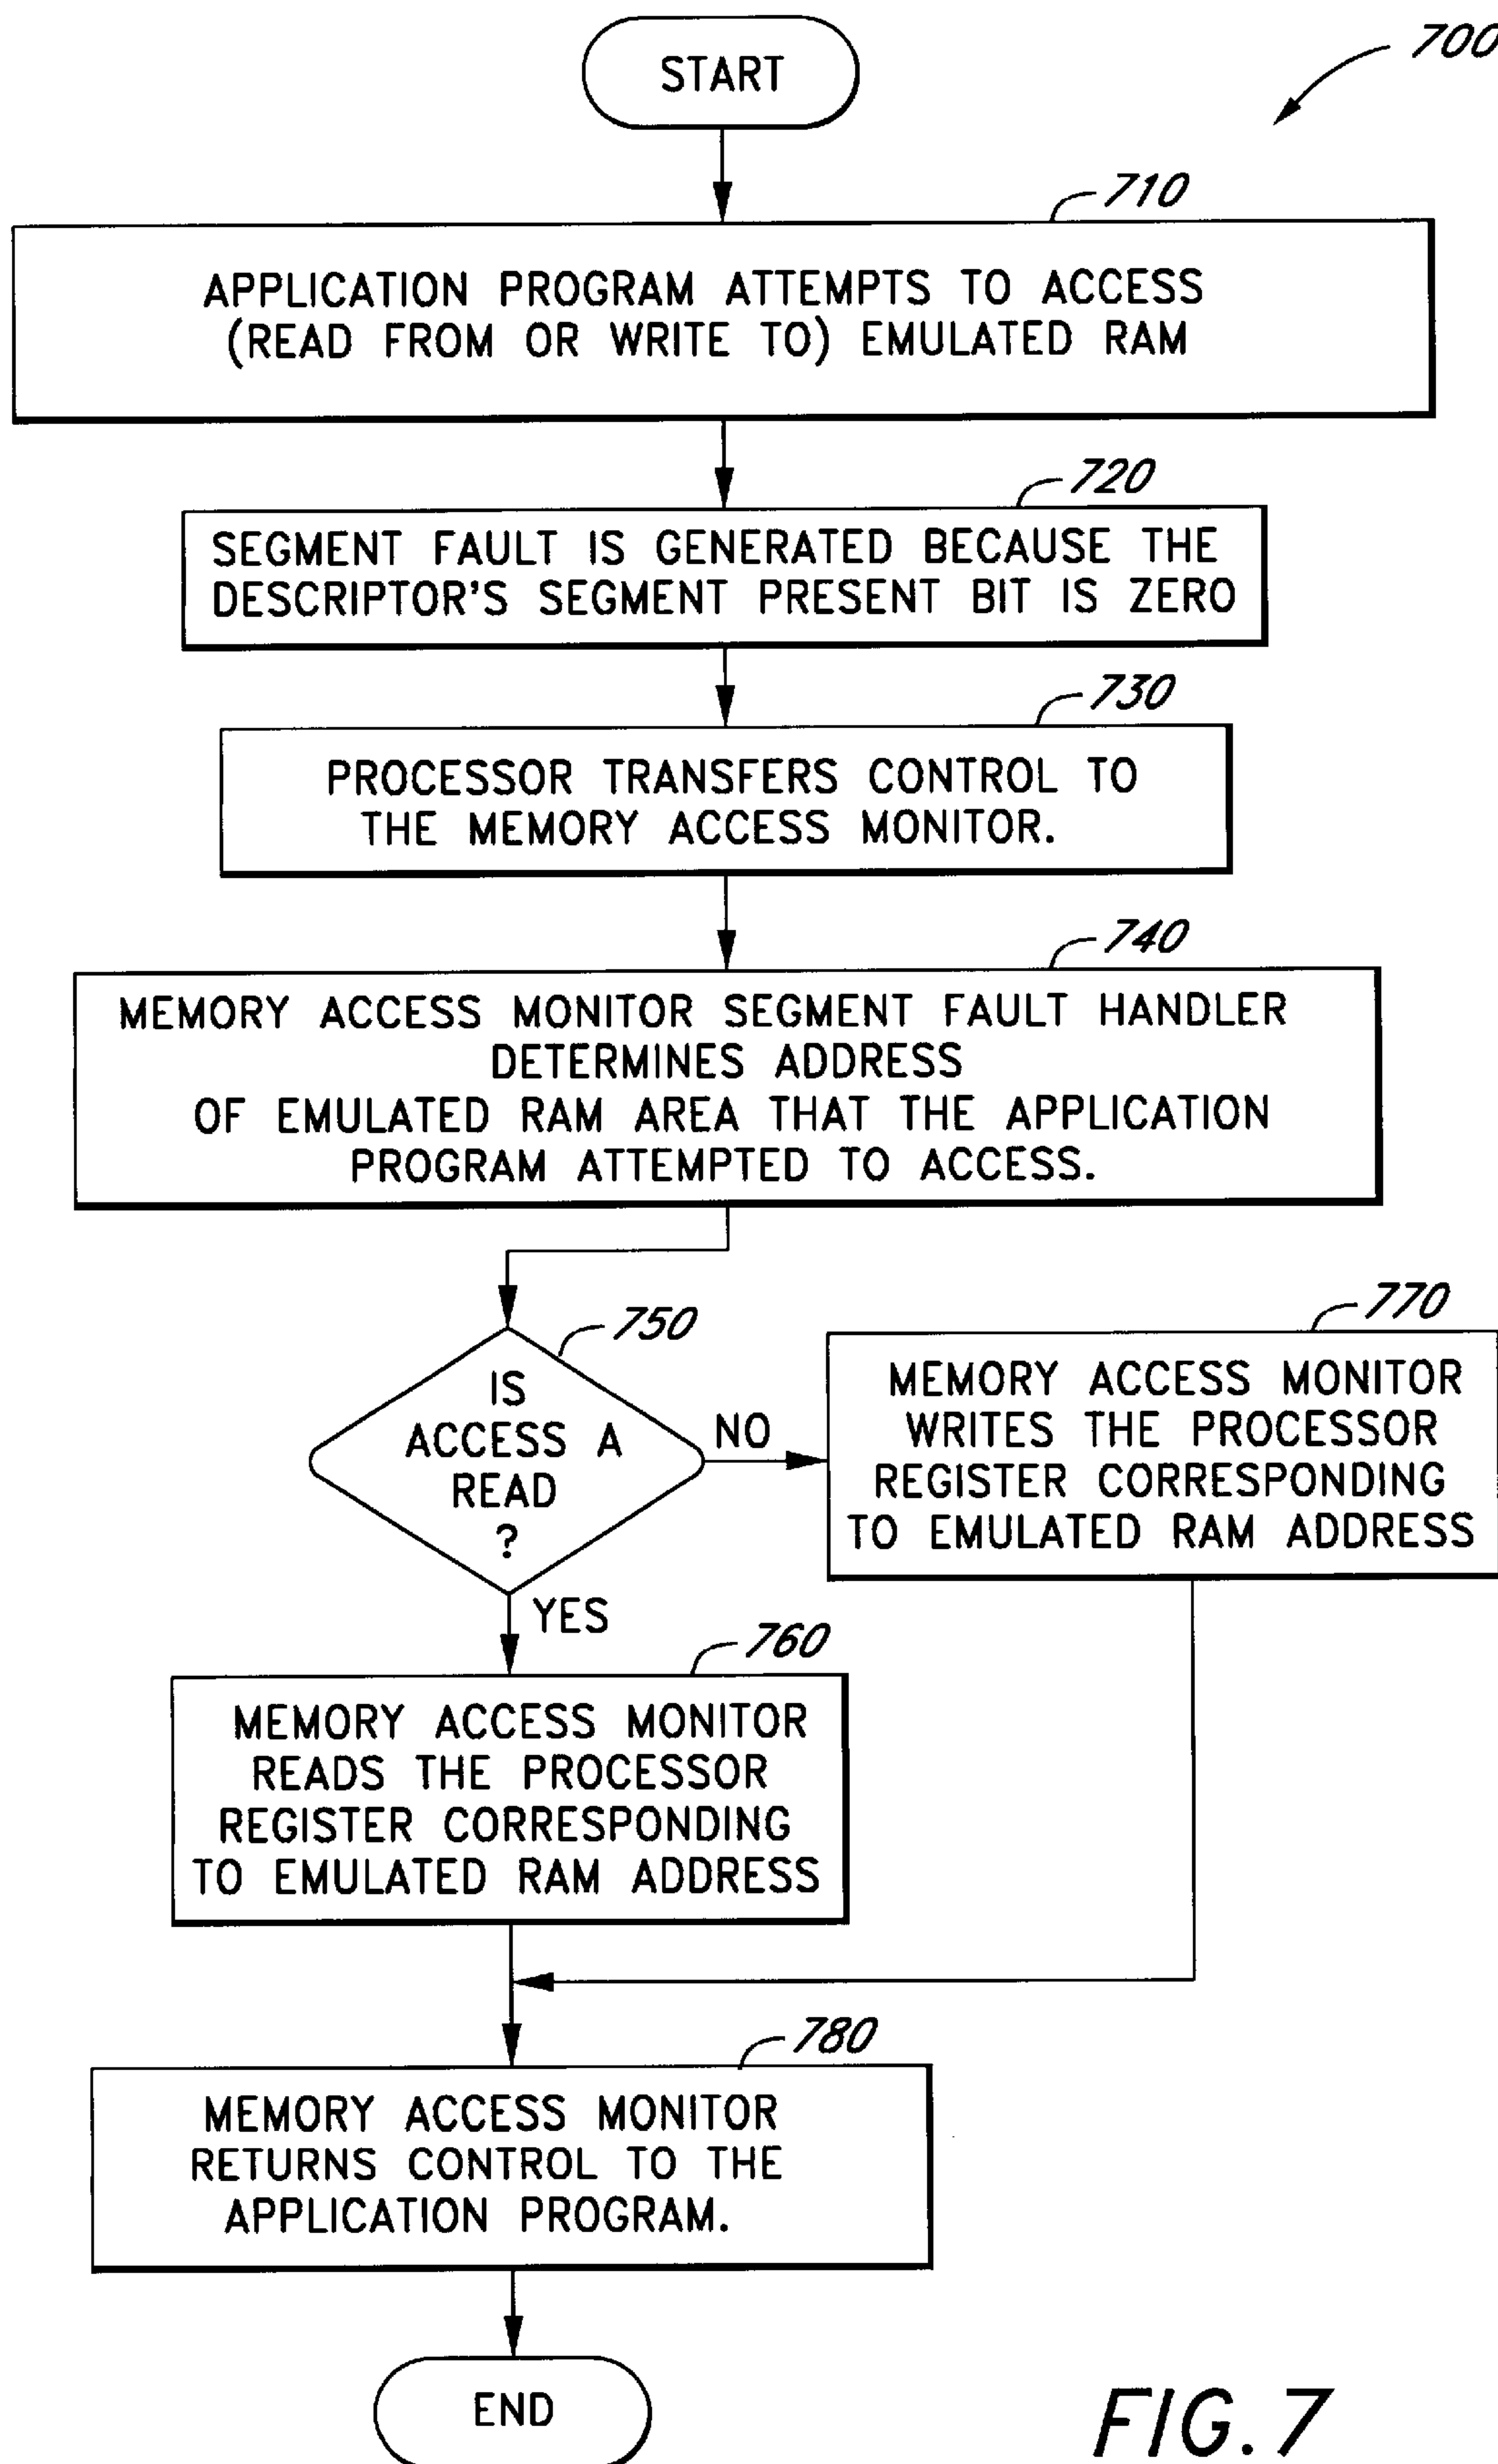 START
700
710
APPLICATION PROGRAM ATTEMPTS TO ACCESS
(READ FROM OR WRITE TO) EMULATED RAM
720
SEGMENT FAULT IS GENERATED BECAUSE THE
DESCRIPTOR'S SEGMENT PRESENT BIT IS ZERO
730
PROCESSOR TRANSFERS CONTROL TO
THE MEMORY ACCESS MONITOR.
740
MEMORY ACCESS MONITOR SEGMENT FAULT HANDLER
DETERMINES ADDRESS
OF EMULATED RAM AREA THAT THE APPLICATION
PROGRAM ATTEMPTED TO ACCESS.
750
IS
ACCESS A
READ
?
NO
YES
770
MEMORY ACCESS MONITOR
WRITES THE PROCESSOR
REGISTER CORRESPONDING
TO EMULATED RAM ADDRESS
760
MEMORY ACCESS MONITOR
READS THE PROCESSOR
REGISTER CORRESPONDING
TO EMULATED RAM ADDRESS
780
MEMORY ACCESS MONITOR
RETURNS CONTROL TO THE
APPLICATION PROGRAM.
END
FIG. 7